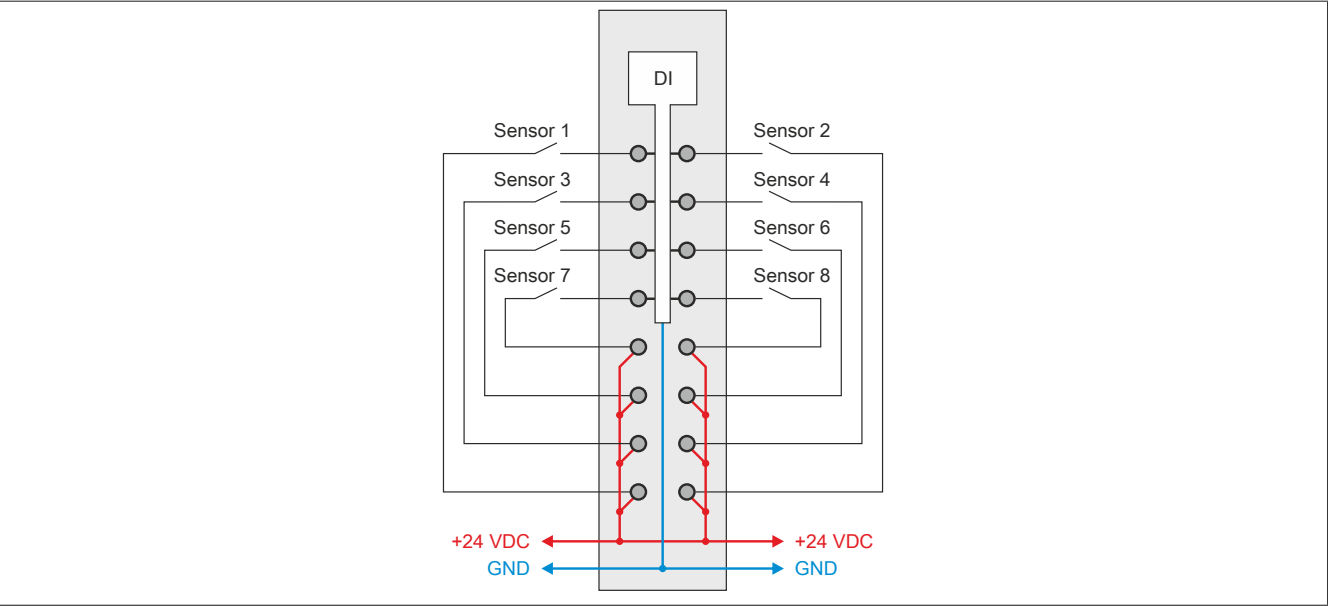 DI
Sensor 1
Sensor 2
Sensor 3
Sensor 4
Sensor 5
Sensor 6
Sensor 7
Sensor 8
+24 VDC
+24 VDC
GND
GND